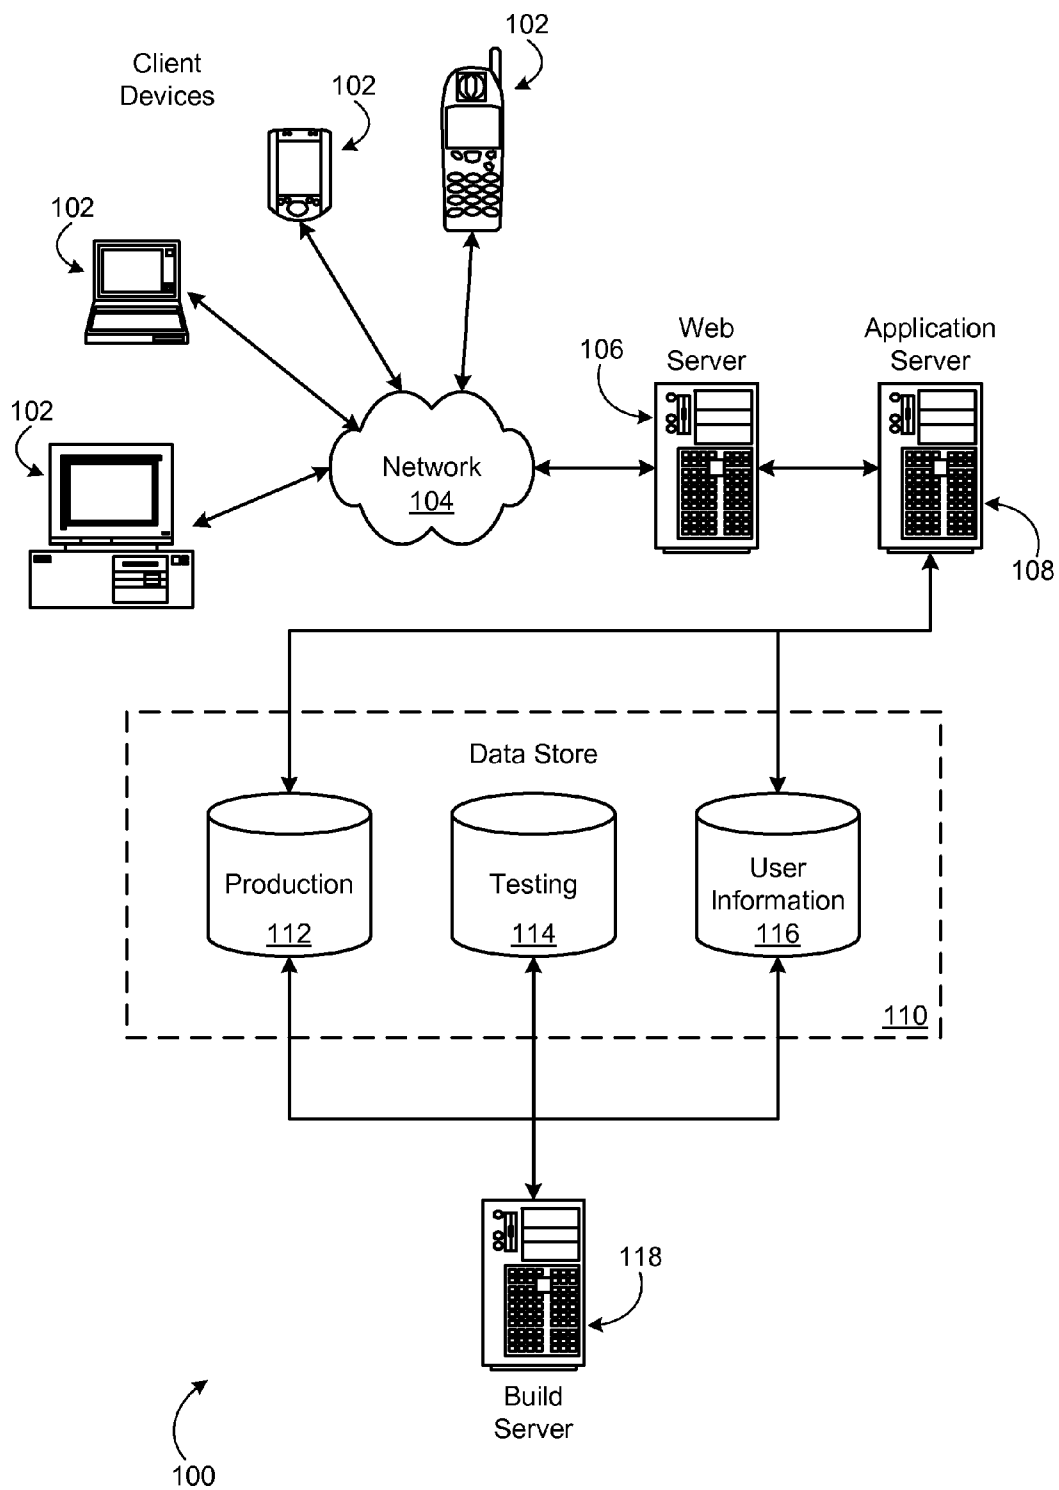 102
Client
Devices
102
102
102
Web
Server
Application
Server
106
Network
104
108
Data Store
Production
112
Testing
114
User
Information
116
110
118
Build
Server
100